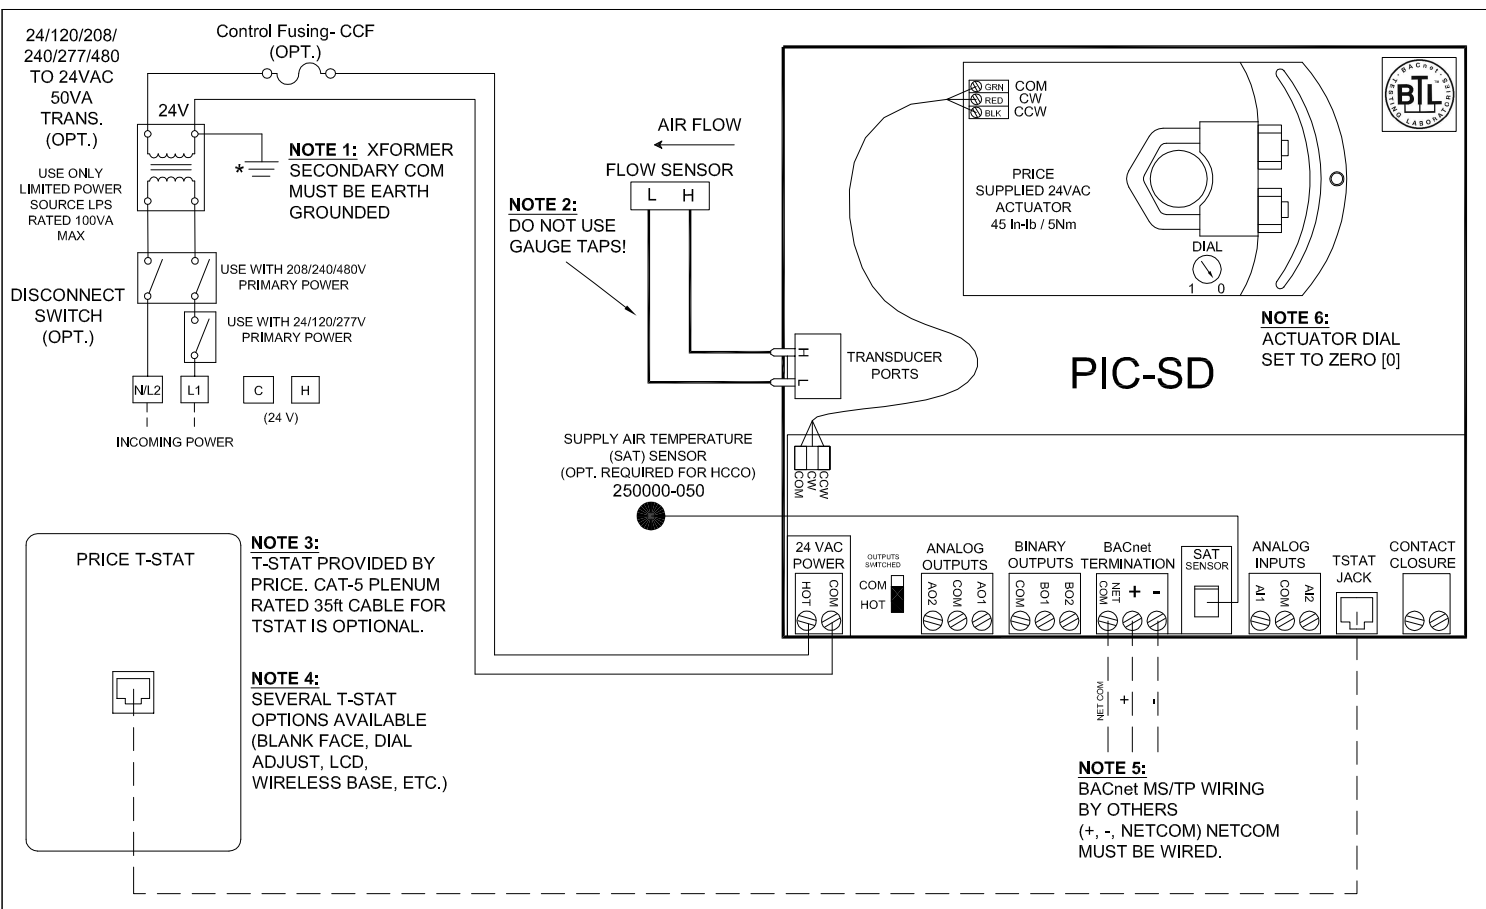 24/120/208/
240/277/480
TO 24VAC
50VA
TRANS.
(OPT.)
USE ONLY
LIMITED POWER
SOURCE LPS
RATED 100VA
MAX
Control Fusing- CCF
(OPT.)
24V
*
NOTE 1: XFORMER
SECONDARY COM
MUST BE EARTH
GROUNDED
DISCONNECT
SWITCH
(OPT.)
USE WITH 208/240/480V
PRIMARY POWER
USE WITH 24/120/277V
PRIMARY POWER
N/L2
L1
C
H
(24 V)
INCOMING POWER
AIR FLOW
FLOW SENSOR
L H
NOTE 2:
DO NOT USE
GAUGE TAPS!
H
L
TRANSDUCER
PORTS
GRN COM
RED CW
BLK CCW
PRICE
SUPPLIED 24VAC
ACTUATOR
45 In-lb / 5Nm
DIAL
1 0
BACnet
TESTING LABORATORIES
BTL
™
NOTE 6:
ACTUATOR DIAL
SET TO ZERO [0]
PIC-SD
SUPPLY AIR TEMPERATURE
(SAT) SENSOR
(OPT. REQUIRED FOR HCCO)
250000-050
COM
CW
CCW
24 VAC
POWER
HOT
COM
OUTPUTS
SWITCHED
COM
HOT
ANALOG
OUTPUTS
AO2
COM
AO1
BINARY
OUTPUTS
COM
BO1
BO2
BACnet
TERMINATION
NET
COM
+
-
SAT
SENSOR
ANALOG
INPUTS
AI1
COM
AI2
TSTAT
JACK
CONTACT
CLOSURE
PRICE T-STAT
NOTE 3:
T-STAT PROVIDED BY
PRICE. CAT-5 PLENUM
RATED 35ft CABLE FOR
TSTAT IS OPTIONAL.
NOTE 4:
SEVERAL T-STAT
OPTIONS AVAILABLE
(BLANK FACE, DIAL
ADJUST, LCD,
WIRELESS BASE, ETC.)
NET COM
+
-
NOTE 5:
BACnet MS/TP WIRING
BY OTHERS
(+, -, NETCOM) NETCOM
MUST BE WIRED.